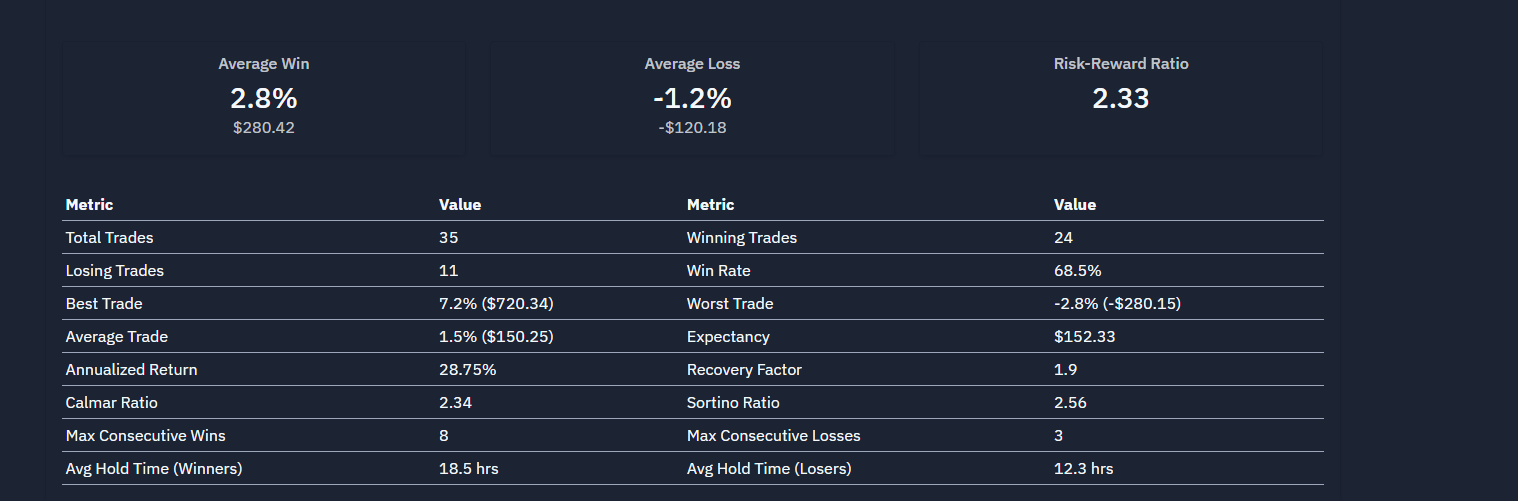 Average Win Average Loss Risk-Reward Ratio
2.8% -1.2% 2.33
$280.42 -$120.18
Metric Value Metric Value
Total Trades 35 Winning Trades 24
Losing Trades 11 Win Rate 68.5%
Best Trade 7.2% ($720.34) Worst Trade -2.8% (-$280.15)
Average Trade 1.5% ($150.25) Expectancy $152.33
Annualized Return 28.75% Recovery Factor 1.9
Calmar Ratio 2.34 Sortino Ratio 2.56
Max Consecutive Wins 8 Max Consecutive Losses 3
Avg Hold Time (Winners) 18.5 hrs Avg Hold Time (Losers) 12.3 hrs